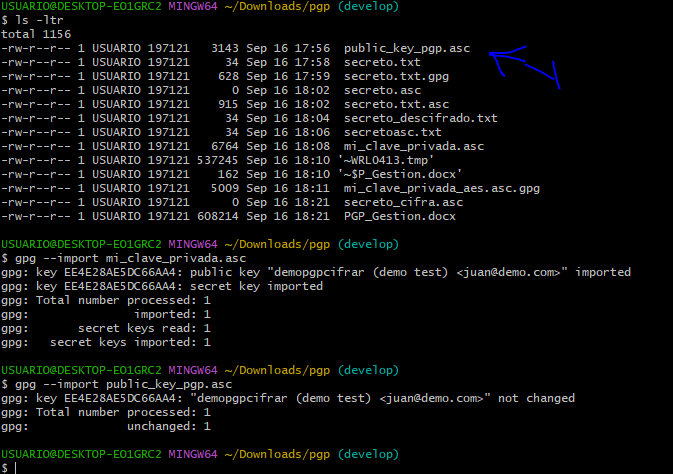 USUARIO@DESKTOP-EO1GRC2 MINGW64 ~/Downloads/pgp (develop)
$ ls -ltr
total 1156
-rw-r--r-- 1 USUARIO 197121   3143 Sep 16 17:56  public_key_pgp.asc
-rw-r--r-- 1 USUARIO 197121     34 Sep 16 17:58  secreto.txt
-rw-r--r-- 1 USUARIO 197121    628 Sep 16 17:59  secreto.txt.gpg
-rw-r--r-- 1 USUARIO 197121      0 Sep 16 18:02  secreto.asc
-rw-r--r-- 1 USUARIO 197121    915 Sep 16 18:02  secreto.txt.asc
-rw-r--r-- 1 USUARIO 197121     34 Sep 16 18:04  secreto_descifrado.txt
-rw-r--r-- 1 USUARIO 197121     34 Sep 16 18:06  secretoasc.txt
-rw-r--r-- 1 USUARIO 197121   6764 Sep 16 18:08  mi_clave_privada.asc
-rw-r--r-- 1 USUARIO 197121 537245 Sep 16 18:10 '~WRL0413.tmp'
-rw-r--r-- 1 USUARIO 197121    162 Sep 16 18:10 '~$P_Gestion.docx'
-rw-r--r-- 1 USUARIO 197121   5009 Sep 16 18:11  mi_clave_privada_aes.asc.gpg
-rw-r--r-- 1 USUARIO 197121      0 Sep 16 18:21  secreto_cifra.asc
-rw-r--r-- 1 USUARIO 197121 608214 Sep 16 18:21  PGP_Gestion.docx
USUARIO@DESKTOP-EO1GRC2 MINGW64 ~/Downloads/pgp (develop)
$ gpg --import mi_clave_privada.asc
gpg: key EE4E28AE5DC66AA4: public key "demopgpcifrar (demo test) <juan@demo.com>" imported
gpg: key EE4E28AE5DC66AA4: secret key imported
gpg: Total number processed: 1
gpg:               imported: 1
gpg:       secret keys read: 1
gpg:   secret keys imported: 1
USUARIO@DESKTOP-EO1GRC2 MINGW64 ~/Downloads/pgp (develop)
$ gpg --import public_key_pgp.asc
gpg: key EE4E28AE5DC66AA4: "demopgpcifrar (demo test) <juan@demo.com>" not changed
gpg: Total number processed: 1
gpg:              unchanged: 1
USUARIO@DESKTOP-EO1GRC2 MINGW64 ~/Downloads/pgp (develop)
$